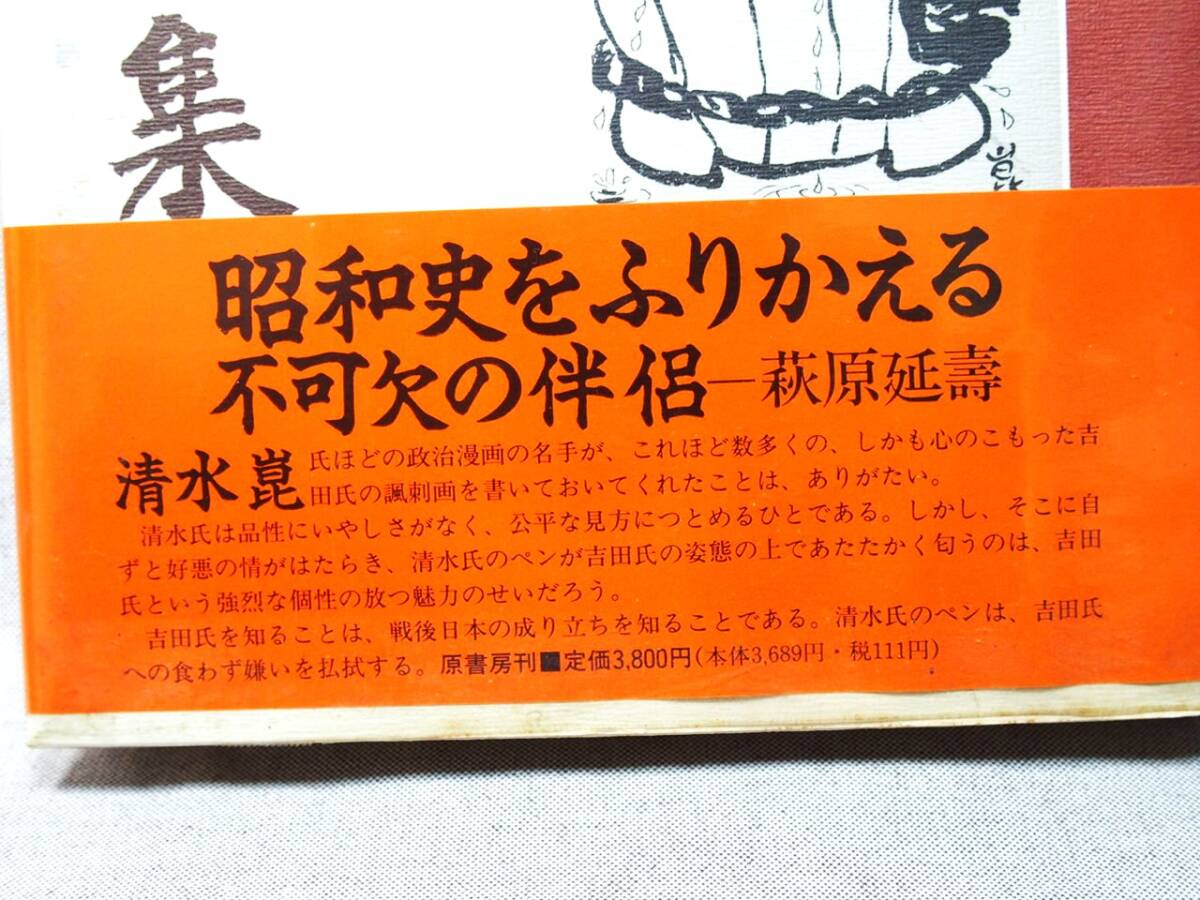 集
崑
昭和史をふりかえる
不可欠の伴侶―萩原延壽
清水崑氏ほどの政治漫画の名手が、これほど数多くの、しかも心のこもった吉
田氏の諷刺画を書いておいてくれたことは、ありがたい。
清水氏は品性にいやしさがなく、公平な見方につとめるひとである。しかし、そこに自
ずと好悪の情がはたらき、清水氏のペンが吉田氏の姿態の上であたたかく匂うのは、吉田
氏という強烈な個性の放つ魅力のせいだろう。
吉田氏を知ることは、戦後日本の成り立ちを知ることである。清水氏のペンは、吉田氏
への食わず嫌いを払拭する。原書房刊■定価3,800円(本体3,689円・税111円)